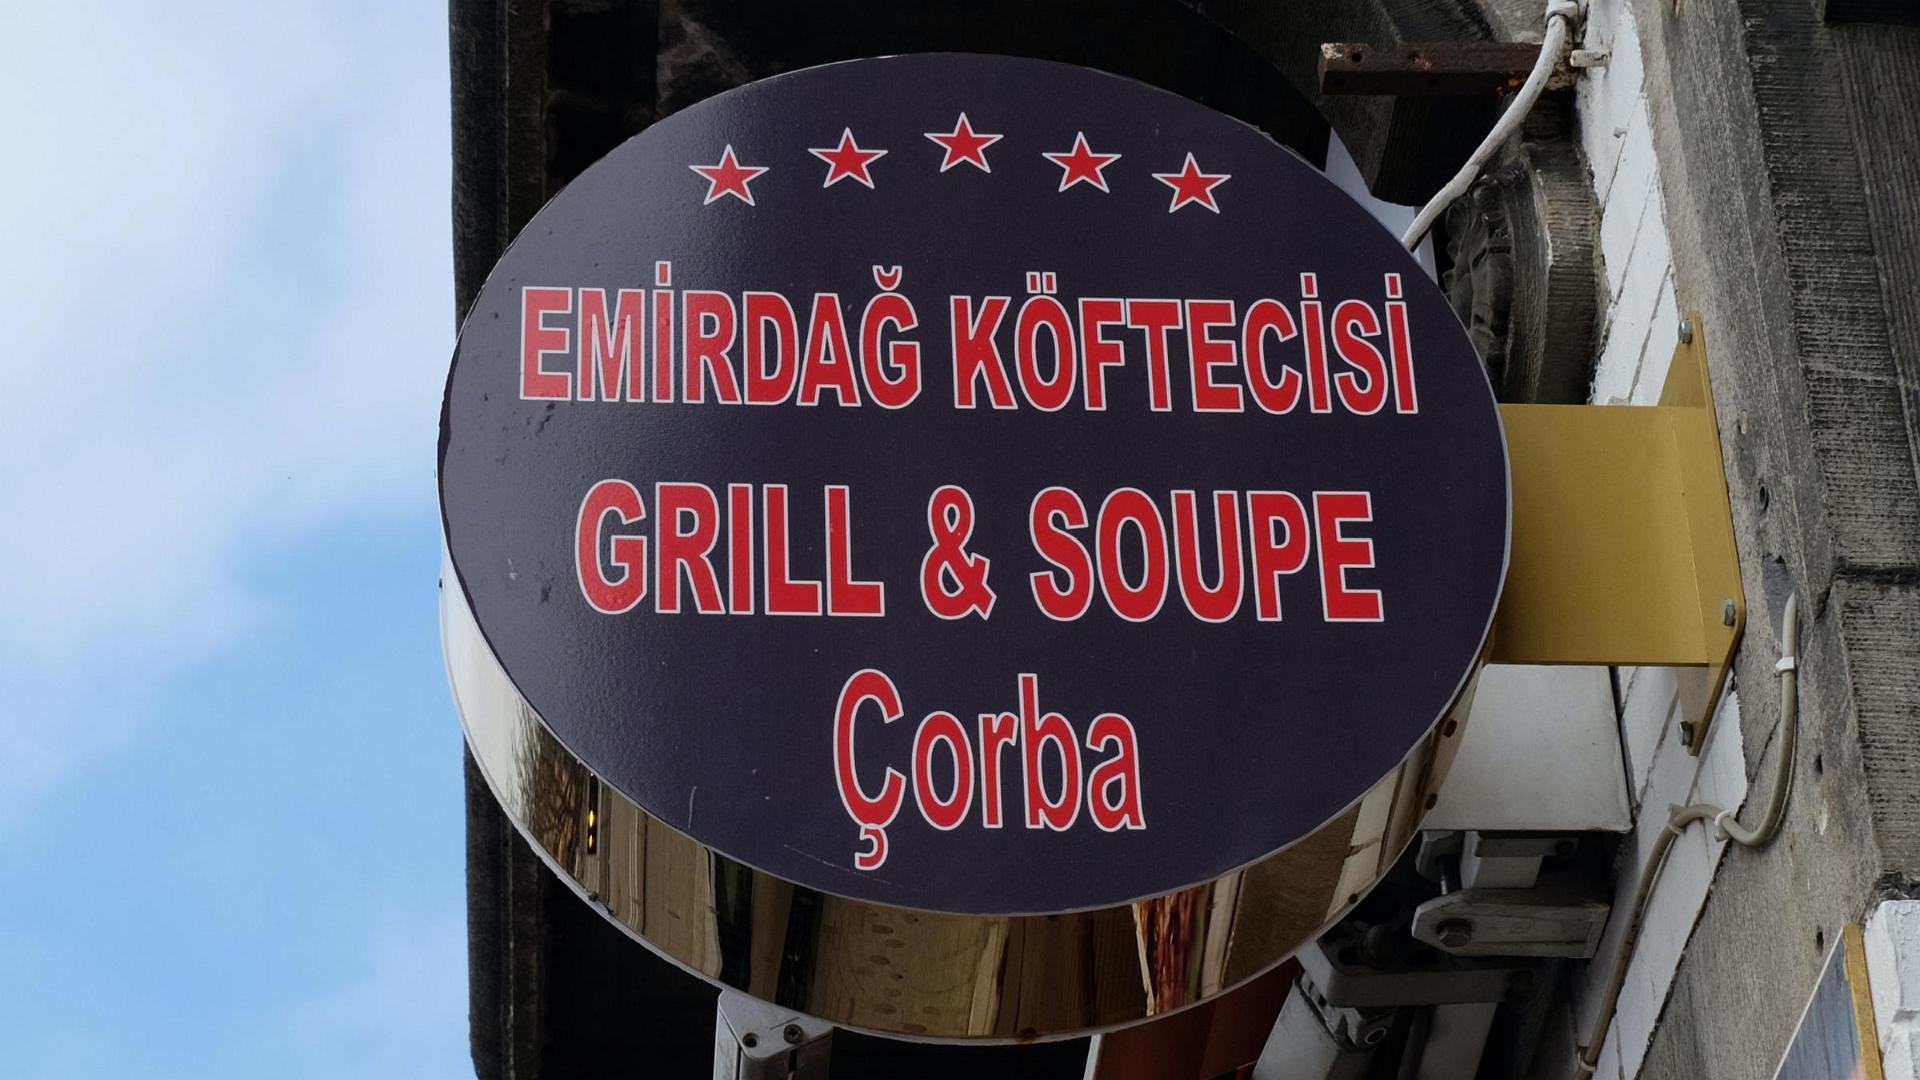 EMİRDAĞ KÖFTECİSİ
GRILL & SOUPE
Çorba